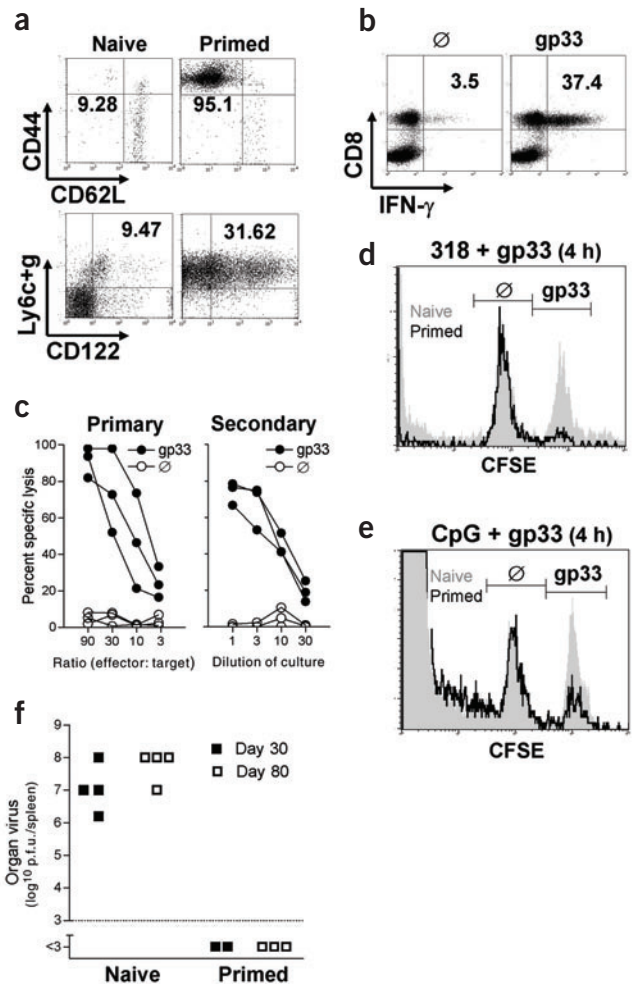 a
Naive Primed
9.28
95.1
CD44
CD62L
9.47
31.62
Ly6c+g
CD122
b
Ø gp33
3.5
37.4
CD8
IFN-γ
c
Primary Secondary
gp33
Ø
gp33
Ø
Percent specifc lysis
100
80
60
40
20
0
90 30 10 3
1 3 10 30
Ratio (effector: target)
Dilution of culture
d
318 + gp33 (4 h)
Ø gp33
Naive
Primed
CFSE
e
CpG + gp33 (4 h)
Ø gp33
Naive
Primed
CFSE
f
Organ virus
(log10 p.f.u./spleen)
9
8
7
6
5
4
3
<3
Day 30
Day 80
Naive Primed